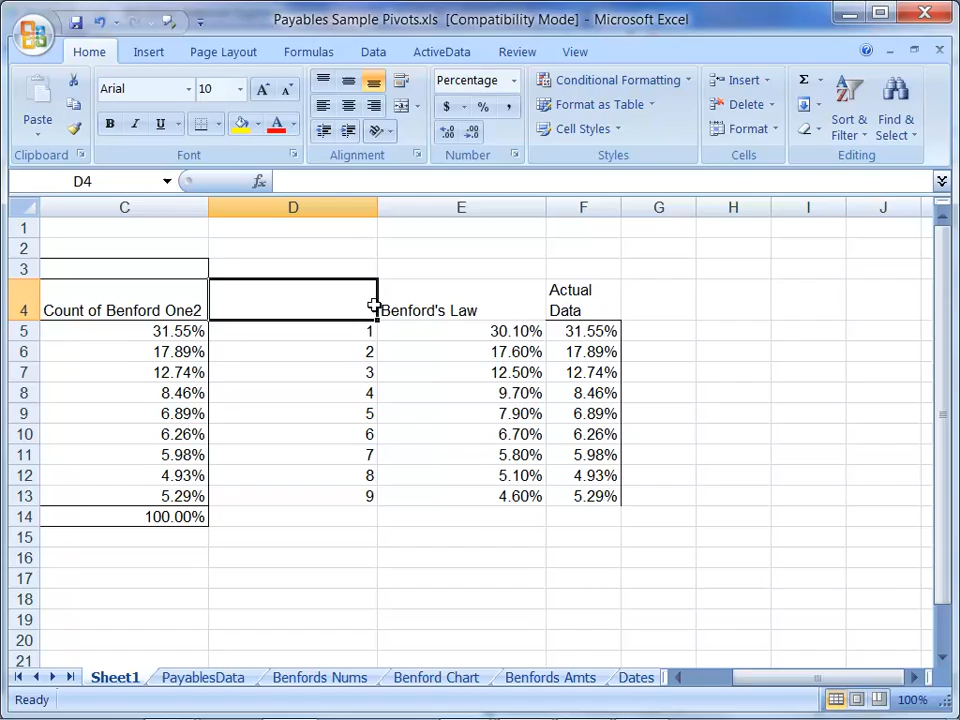 Payables Sample Pivots.xls [Compatibility Mode] - Microsoft Excel
Home Insert Page Layout Formulas Data ActiveData Review View
Arial 10 Percentage Conditional Formatting Insert Σ
Paste B I U $ % , Format as Table Delete Sort & Filter Find & Select
Cell Styles Format
Clipboard Font Alignment Number Styles Cells Editing
D4 fx
C D E F G H I J
1
2
3
4 Count of Benford One2 Benford's Law Actual Data
5 31.55% 1 30.10% 31.55%
6 17.89% 2 17.60% 17.89%
7 12.74% 3 12.50% 12.74%
8 8.46% 4 9.70% 8.46%
9 6.89% 5 7.90% 6.89%
10 6.26% 6 6.70% 6.26%
11 5.98% 7 5.80% 5.98%
12 4.93% 8 5.10% 4.93%
13 5.29% 9 4.60% 5.29%
14 100.00%
15
16
17
18
19
20
21
Sheet1 PayablesData Benfords Nums Benford Chart Benfords Amts Dates
Ready 100%